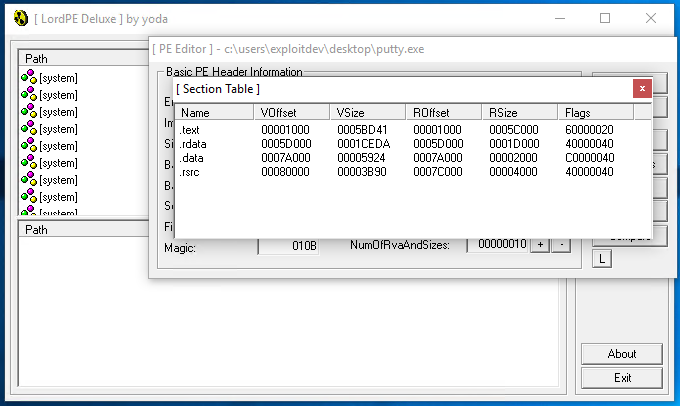 [ LordPE Deluxe ] by yoda
Path
[system]
[system]
[system]
[system]
[system]
[system]
[system]
[system]
Path
[ PE Editor ] - c:\users\exploitdev\desktop\putty.exe
Basic PE Header Information
[ Section Table ]
Name VOffset VSize ROffset RSize Flags
.text 00001000 0005BD41 00001000 0005C000 60000020
.rdata 0005D000 0001CEDA 0005D000 0001D000 40000040
.data 0007A000 00005924 0007A000 00002000 C0000040
.rsrc 00080000 00003B90 0007C000 00004000 40000040
Magic: 010B NumOfRvaAndSizes: 00000010 + -
L
About
Exit